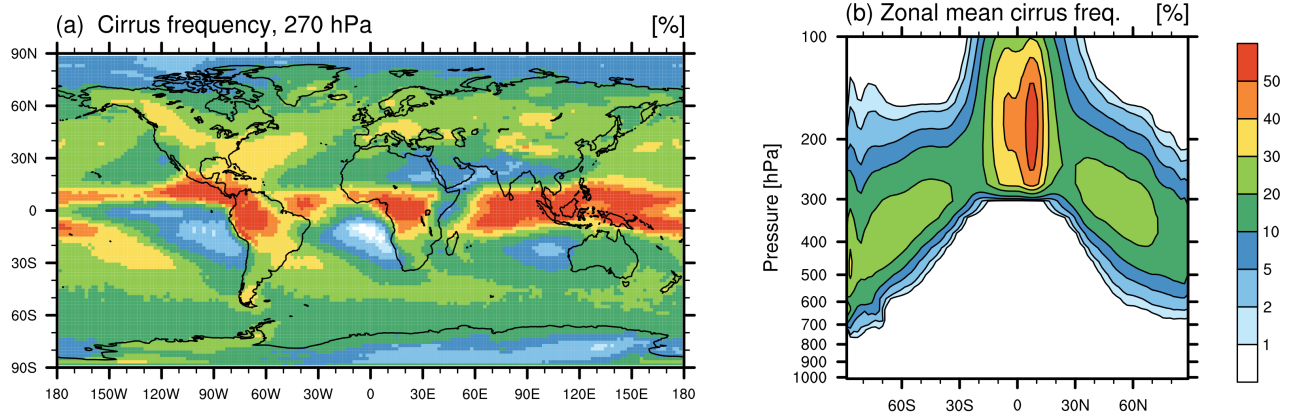 (a) Cirrus frequency, 270 hPa [%]
90N
60N
30N
0
30S
60S
90S
180 150W 120W 90W 60W 30W 0 30E 60E 90E 120E 150E 180
(b) Zonal mean cirrus freq. [%]
Pressure [hPa]
100
200
300
400
500
600
700
800
900
1000
60S 30S 0 30N 60N
50
40
30
20
10
5
2
1